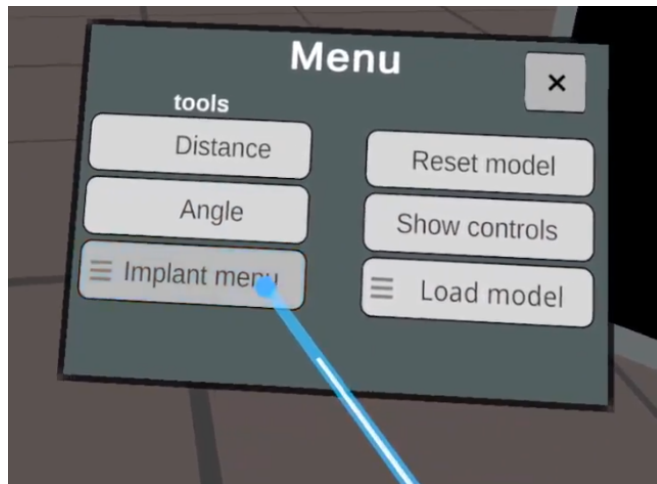 Menu
×
tools
Distance
Angle
Implant menu
Reset model
Show controls
Load model